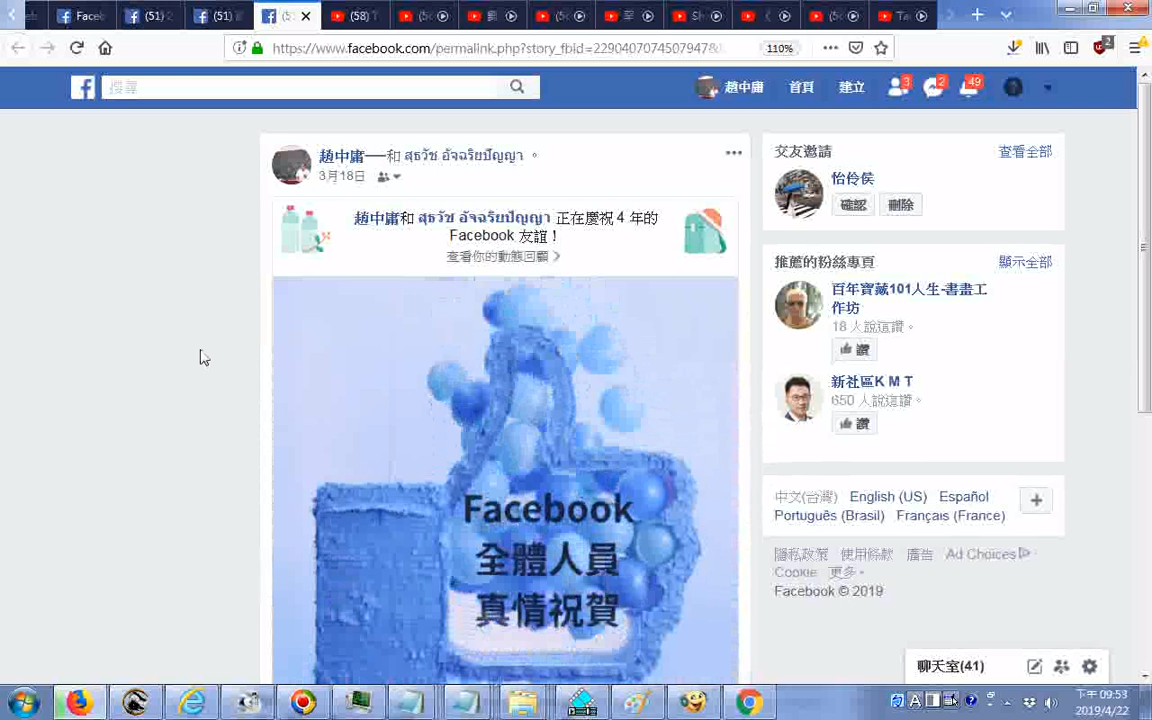 Faceb
(51)
(51)
(58)
https://www.facebook.com/permalink.php?story_fbid=2290407074507947&
110%
2
搜尋
趙中庸
首頁
建立
3
2
49
趙中庸──和 สุธวัช อัจฉริยปัญญา 。
3月18日
趙中庸和 สุธวัช อัจฉริยปัญญา 正在慶祝 4 年的
Facebook 友誼！
查看你的動態回顧
Facebook
全體人員
真情祝賀
交友邀請
查看全部
怡伶侯
確認
刪除
推薦的粉絲專頁
顯示全部
百年寶藏101人生-書畫工
作坊
18 人說這讚。
讚
新社區K M T
650 人說這讚。
讚
中文(台灣)
English (US)
Español
Português (Brasil)
Français (France)
隱私政策
使用條款
廣告
Ad Choices
Cookie
更多
Facebook © 2019
聊天室(41)
下午 09:53
2019/4/22